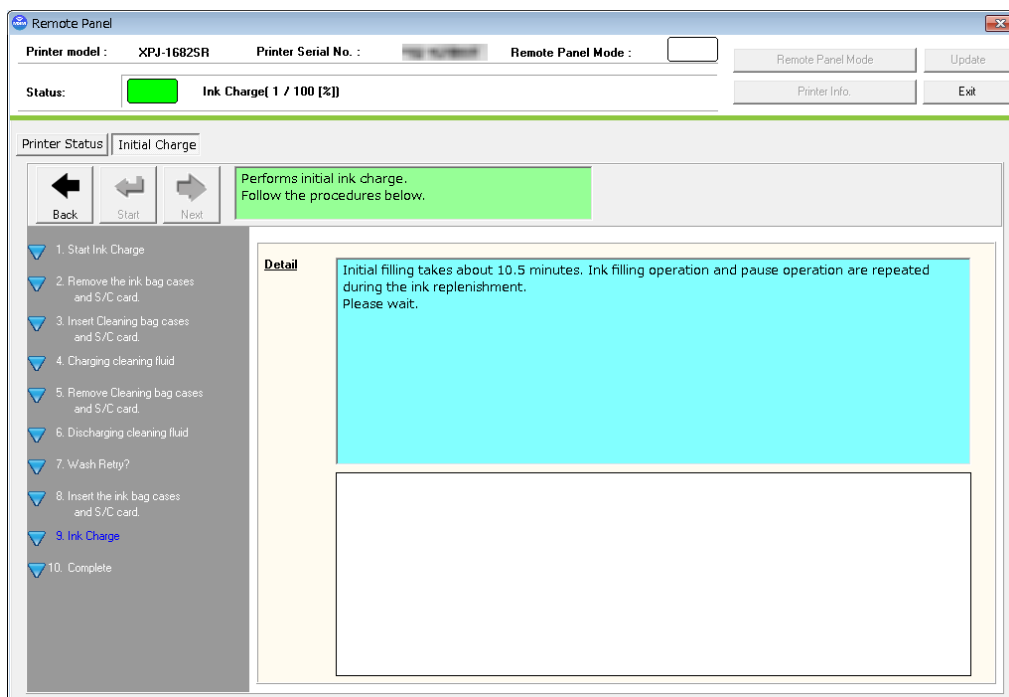 Remote Panel
Printer model : XPJ-1682SR Printer Serial No. : Remote Panel Mode :
Remote Panel Mode Update
Status: Ink Charge( 1 / 100 [%])
Printer Info. Exit
Printer Status Initial Charge
Back Start Next
Performs initial ink charge.
Follow the procedures below.
1. Start Ink Charge
2. Remove the ink bag cases
and S/C card.
3. Insert Cleaning bag cases
and S/C card.
4. Charging cleaning fluid
5. Remove Cleaning bag cases
and S/C card.
6. Discharging cleaning fluid
7. Wash Retry?
8. Insert the ink bag cases
and S/C card.
9. Ink Charge
10. Complete
Detail
Initial filling takes about 10.5 minutes. Ink filling operation and pause operation are repeated
during the ink replenishment.
Please wait.